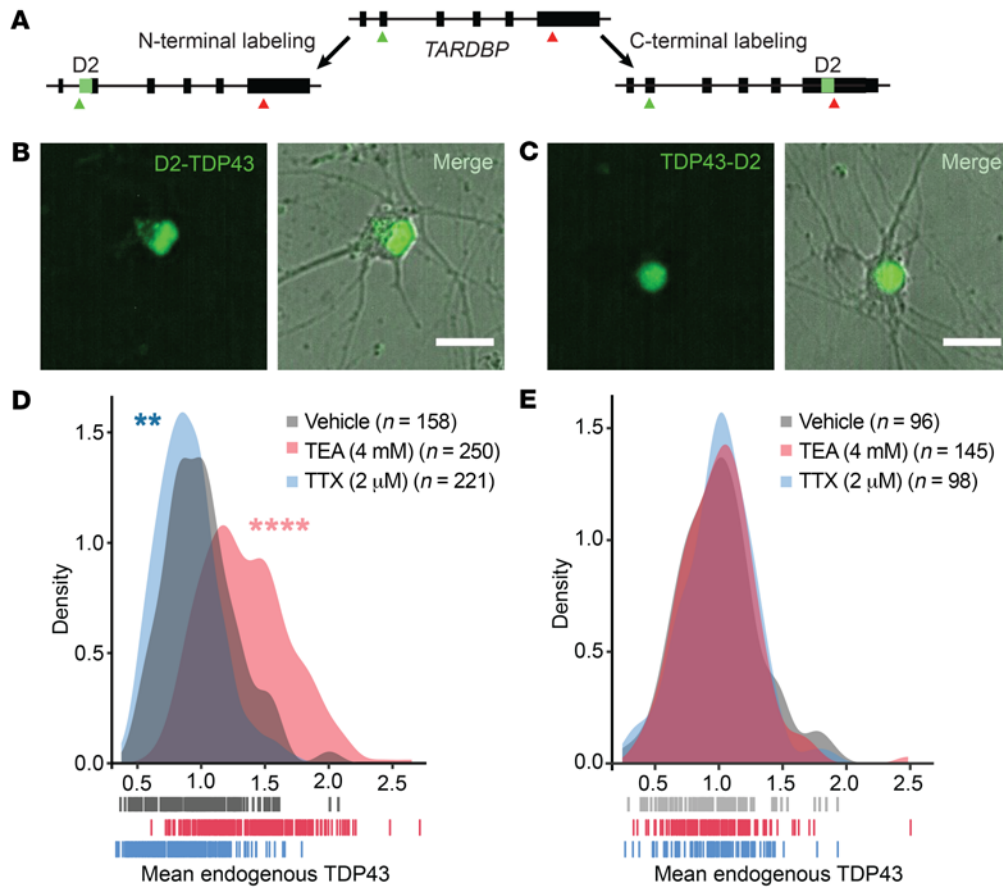 A
N-terminal labeling
TARDBP
C-terminal labeling
D2
D2
B
D2-TDP43
Merge
C
TDP43-D2
Merge
D
**
****
Vehicle (n = 158)
TEA (4 mM) (n = 250)
TTX (2 μM) (n = 221)
Density
1.5
1.0
0.5
0.0
0.5 1.0 1.5 2.0 2.5
Mean endogenous TDP43
E
Vehicle (n = 96)
TEA (4 mM) (n = 145)
TTX (2 μM) (n = 98)
Density
1.5
1.0
0.5
0.0
0.5 1.0 1.5 2.0 2.5
Mean endogenous TDP43